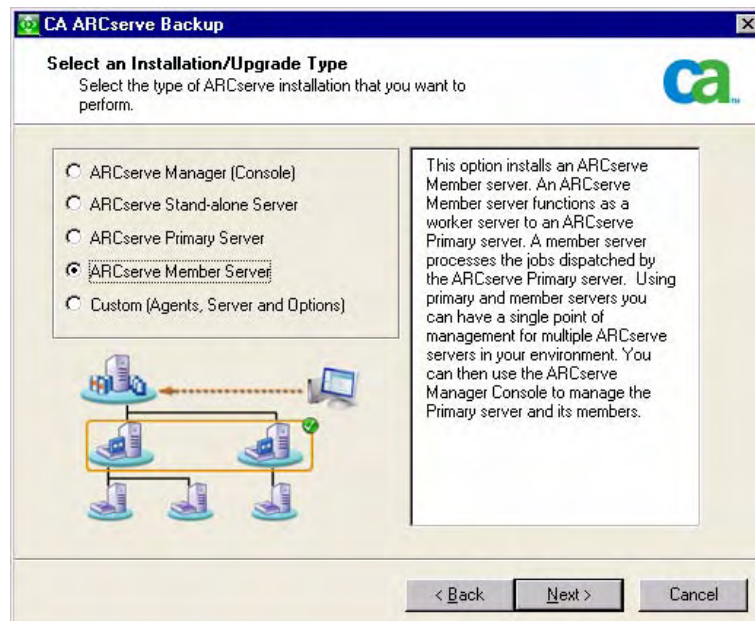 CA ARCserve Backup
Select an Installation/Upgrade Type
Select the type of ARCserve installation that you want to
perform.
ca
ARCserve Manager (Console)
ARCserve Stand-alone Server
ARCserve Primary Server
ARCserve Member Server
Custom (Agents, Server and Options)
This option installs an ARCserve
Member server. An ARCserve
Member server functions as a
worker server to an ARCserve
Primary server. A member server
processes the jobs dispatched by
the ARCserve Primary server. Using
primary and member servers you
can have a single point of
management for multiple ARCserve
servers in your environment. You
can then use the ARCserve
Manager Console to manage the
Primary server and its members.
< Back
Next >
Cancel